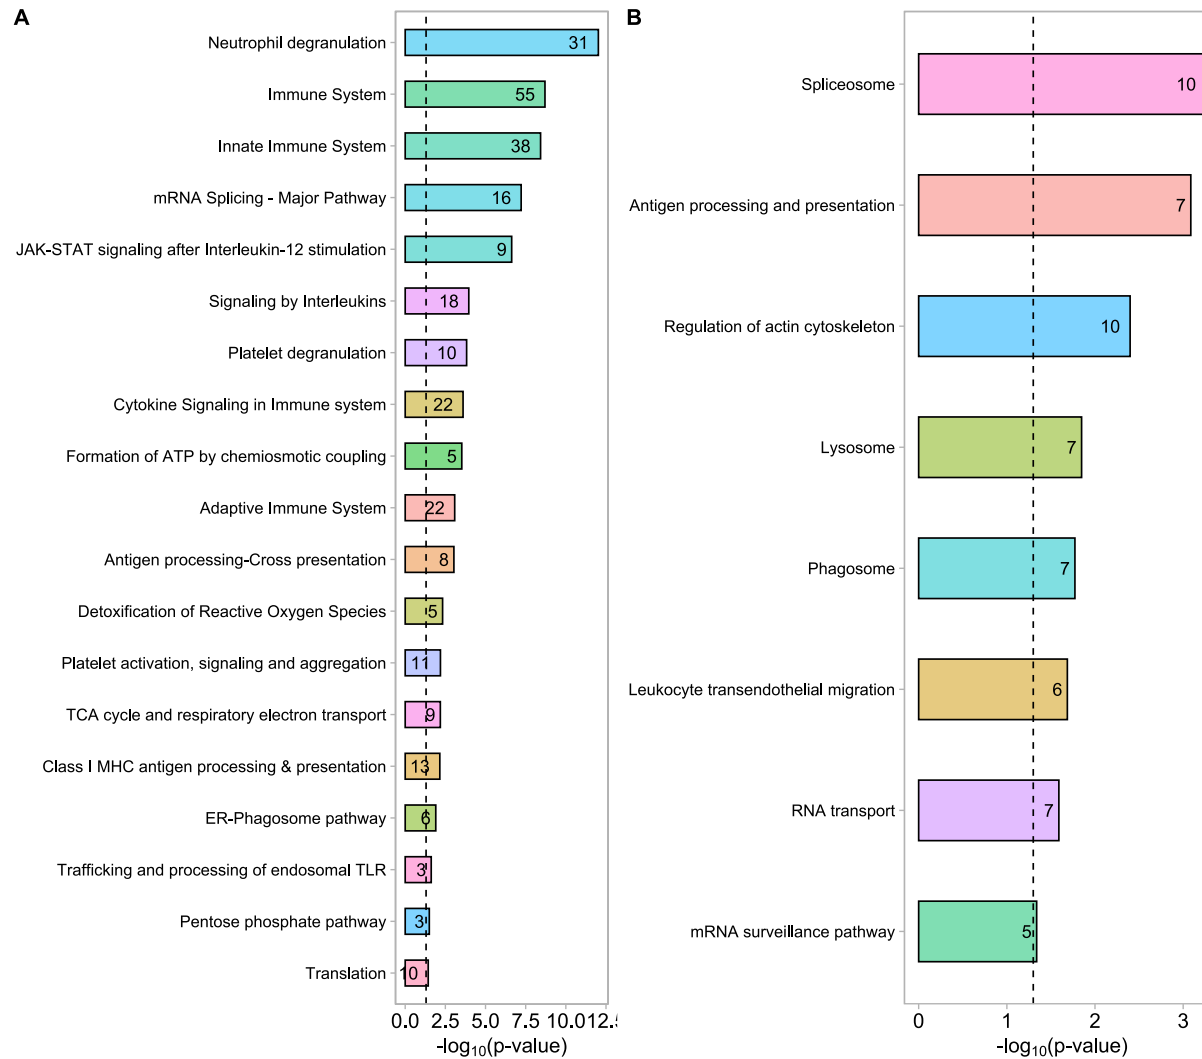 A
Neutrophil degranulation 31
Immune System 55
Innate Immune System 38
mRNA Splicing - Major Pathway 16
JAK-STAT signaling after Interleukin-12 stimulation 9
Signaling by Interleukins 18
Platelet degranulation 10
Cytokine Signaling in Immune system 22
Formation of ATP by chemiosmotic coupling 5
Adaptive Immune System 22
Antigen processing-Cross presentation 8
Detoxification of Reactive Oxygen Species 5
Platelet activation, signaling and aggregation 11
TCA cycle and respiratory electron transport 9
Class I MHC antigen processing & presentation 13
ER-Phagosome pathway 6
Trafficking and processing of endosomal TLR 3
Pentose phosphate pathway 3
Translation 10
0.0 2.5 5.0 7.5 10.0 12.
-log10(p-value)
B
Spliceosome 10
Antigen processing and presentation 7
Regulation of actin cytoskeleton 10
Lysosome 7
Phagosome 7
Leukocyte transendothelial migration 6
RNA transport 7
mRNA surveillance pathway 5
0 1 2 3
-log10(p-value)